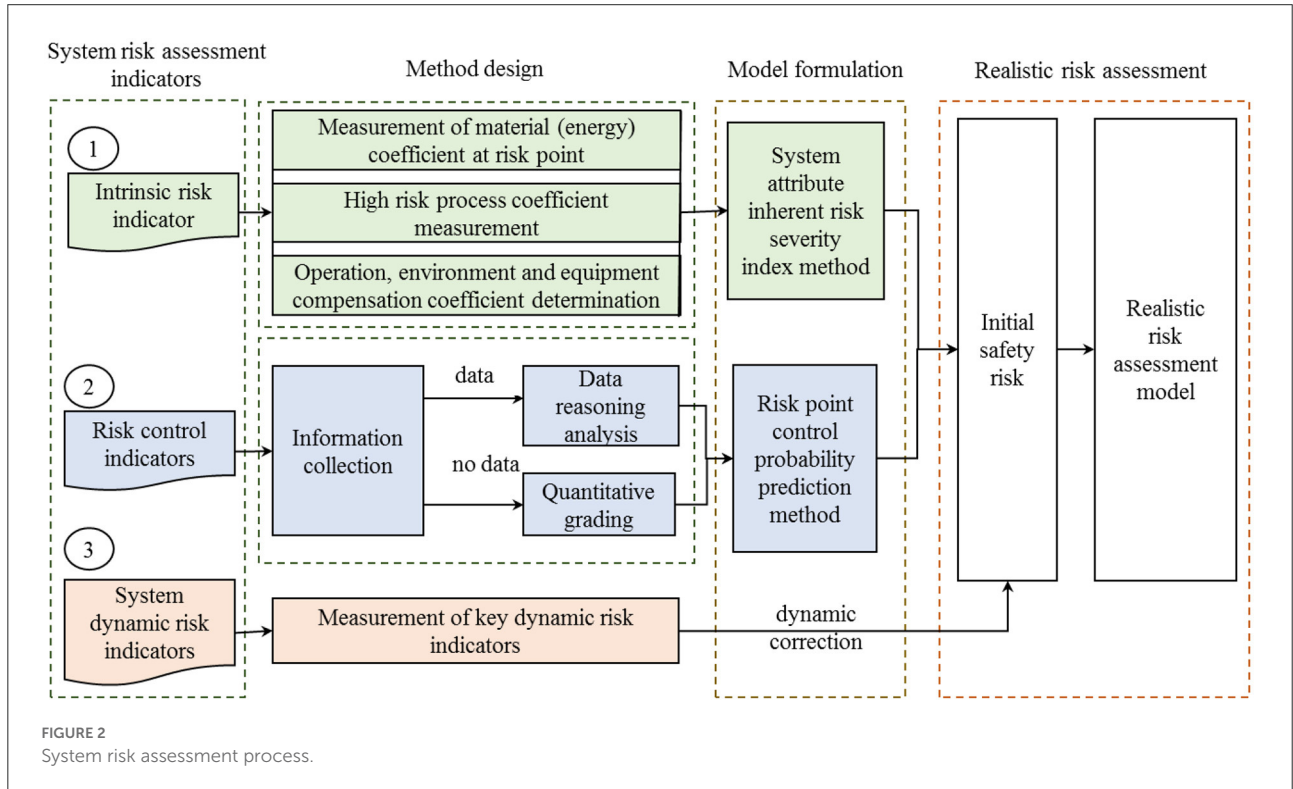 System risk assessment
indicators
Method design
Model formulation
Realistic risk assessment
1
Intrinsic risk
indicator
Measurement of material (energy)
coefficient at risk point
High risk process coefficient
measurement
Operation, environment and equipment
compensation coefficient determination
System
attribute
inherent risk
severity
index method
2
Risk control
indicators
Information
collection
data
no data
Data
reasoning
analysis
Quantitative
grading
Risk point
control
probability
prediction
method
Initial
safety
risk
Realistic
risk
assessment
model
3
System
dynamic risk
indicators
Measurement of key dynamic risk
indicators
dynamic
correction
FIGURE 2
System risk assessment process.